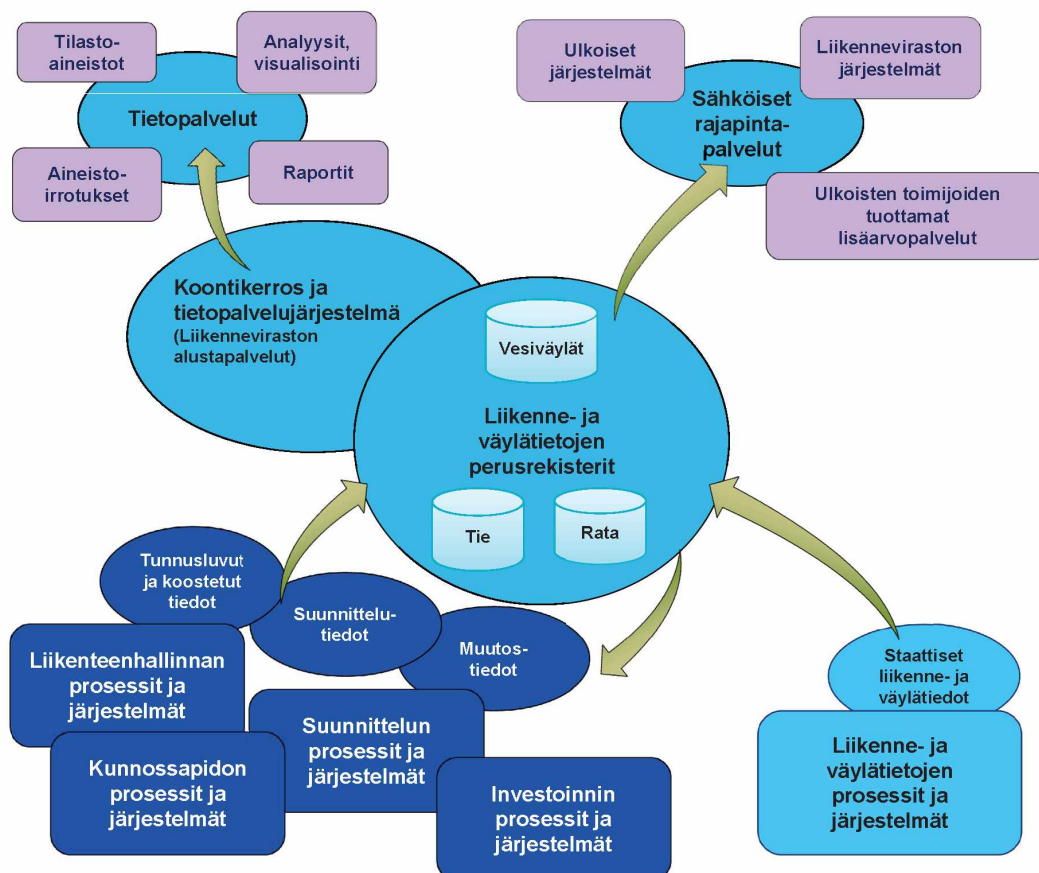 Tilasto-
aineistot
Analyysit,
visualisointi
Tietopalvelut
Aineisto-
irrotukset
Raportit
Ulkoiset
järjestelmät
Liikenneviraston
järjestelmät
Sähköiset
rajapinta-
palvelut
Ulkoisten toimijoiden
tuottamat
lisäarvopalvelut
Koontikerros ja
tietopalvelujärjestelmä
(Liikenneviraston
alustapalvelut)
Vesiväylät
Liikenne- ja
väylätietojen
perusrekisterit
Tie
Rata
Tunnusluvut
ja koostetut
tiedot
Suunnittelu-
tiedot
Muutos-
tiedot
Liikenteenhallinnan
prosessit ja
järjestelmät
Suunnittelun
prosessit ja
järjestelmät
Kunnossapidon
prosessit ja
järjestelmät
Investoinnin
prosessit ja
järjestelmät
Staattiset
liikenne- ja
väylätiedot
Liikenne- ja
väylätietojen
prosessit ja
järjestelmät